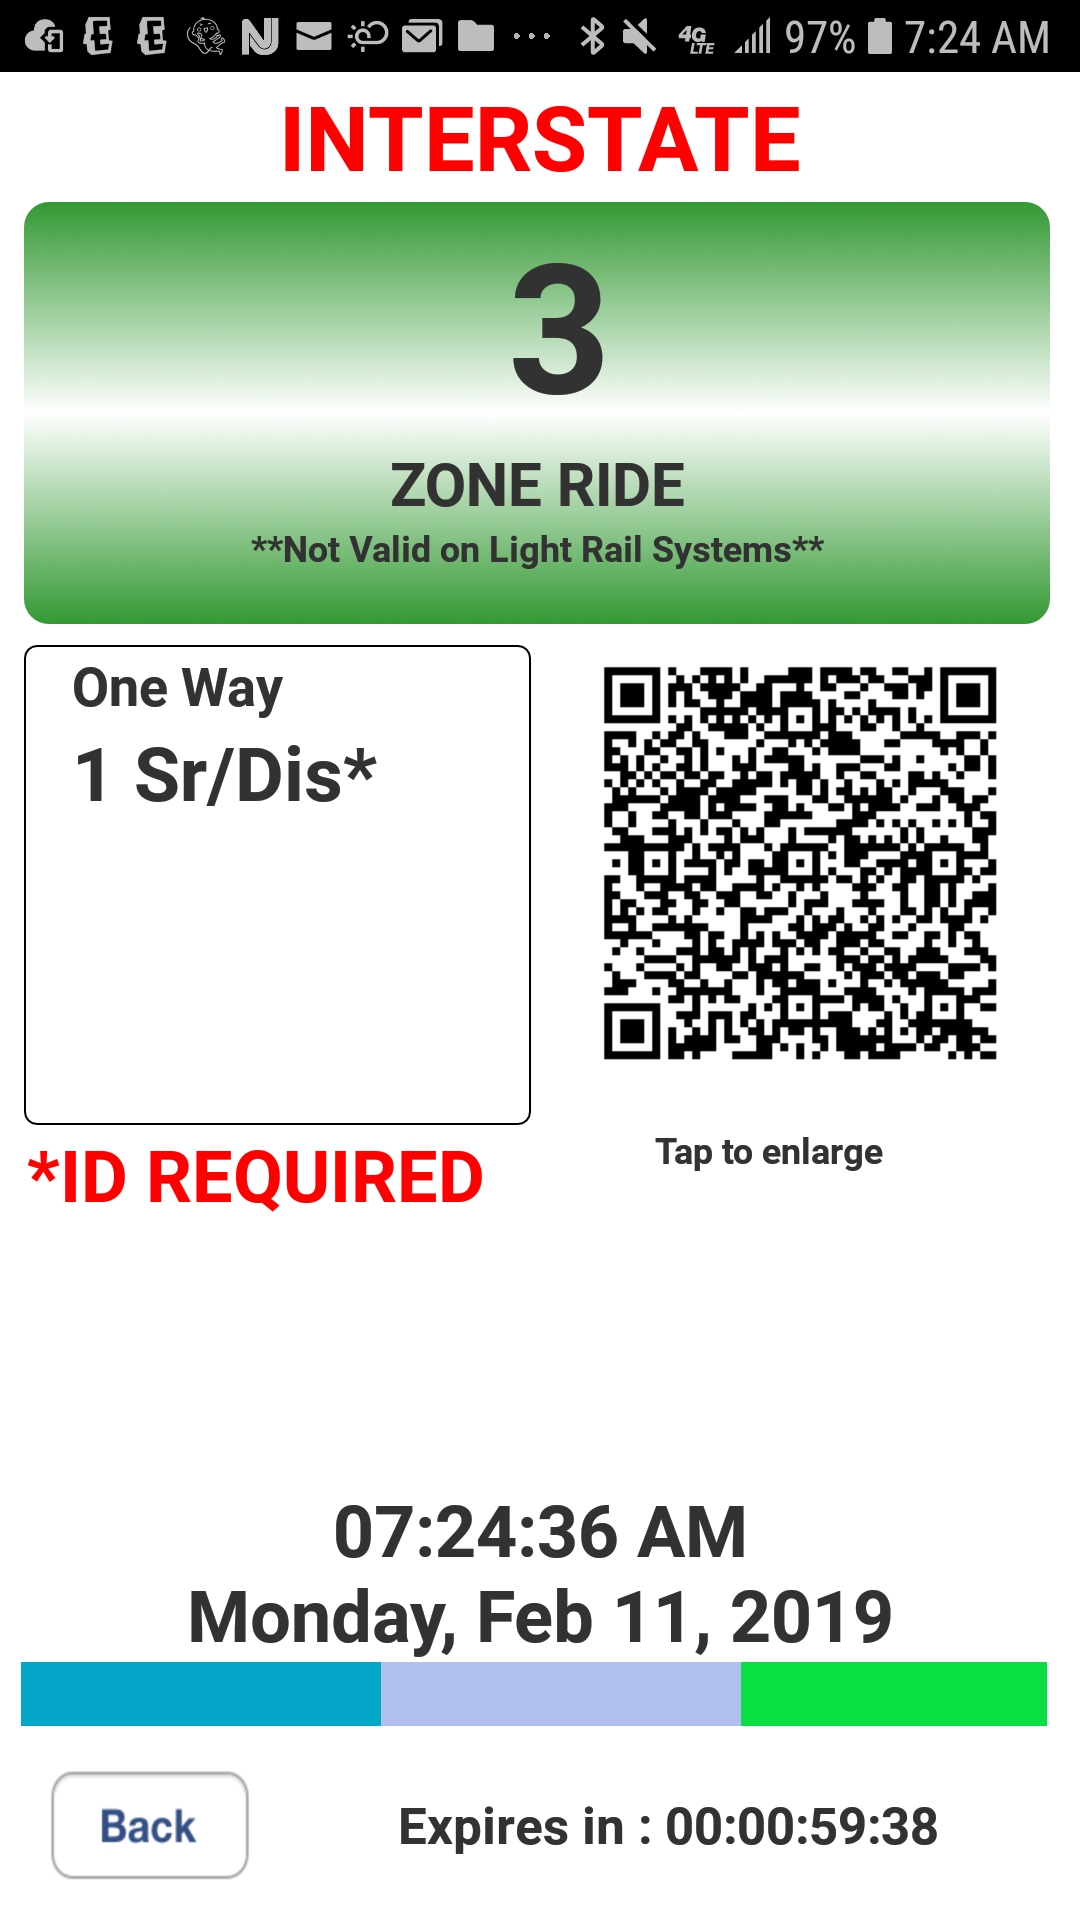 4G LTE 97% 7:24 AM
INTERSTATE
3
ZONE RIDE
**Not Valid on Light Rail Systems**
One Way
1 Sr/Dis*
*ID REQUIRED
Tap to enlarge
07:24:36 AM
Monday, Feb 11, 2019
Back
Expires in : 00:00:59:38